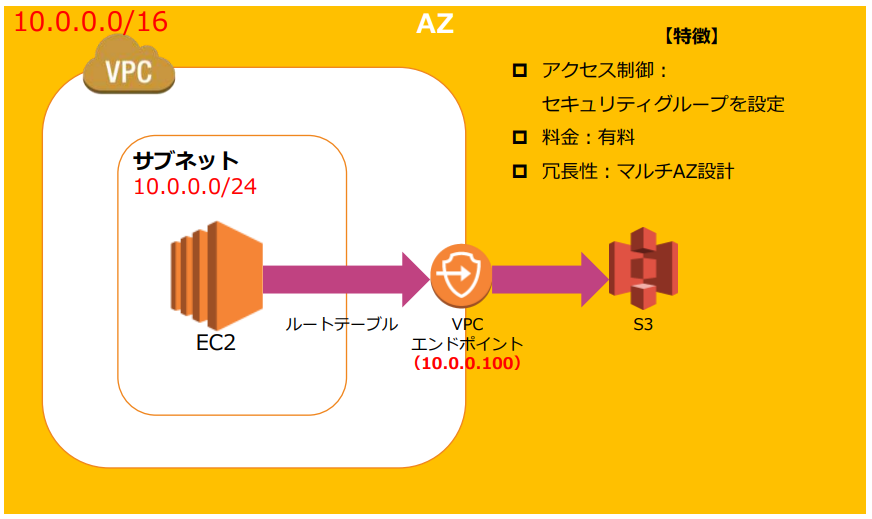 10.0.0.0/16
AZ
VPC
【特徴】
アクセス制御：
セキュリティグループを設定
料金：有料
冗長性：マルチAZ設計
サブネット
10.0.0.0/24
EC2
ルートテーブル
VPC
エンドポイント
（10.0.0.100）
S3